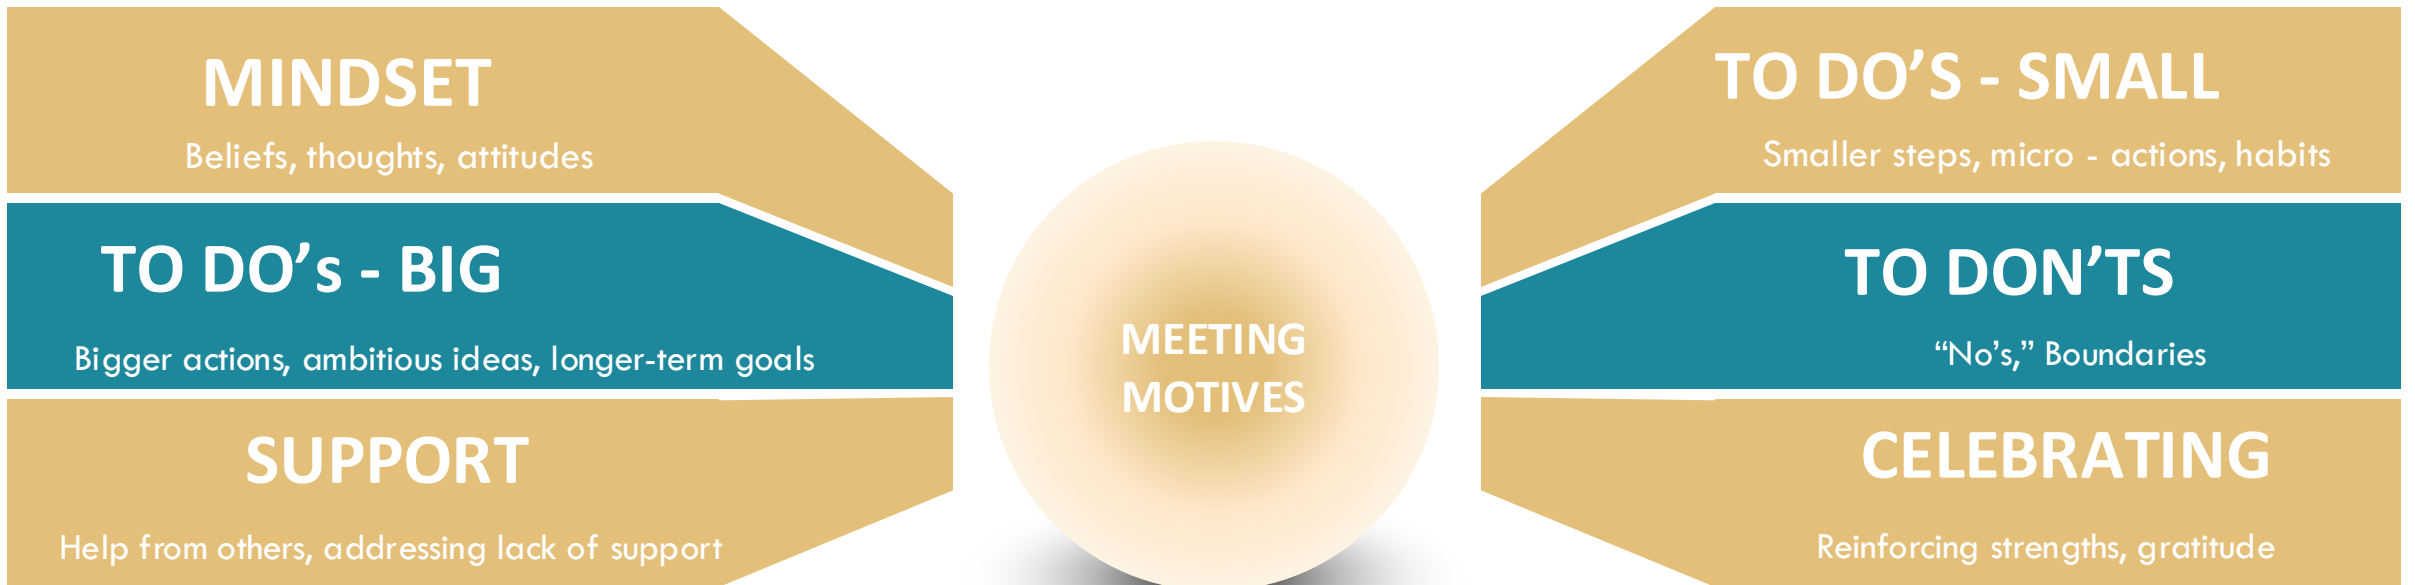 MINDSET
Beliefs, thoughts, attitudes
TO DO’s - BIG
Bigger actions, ambitious ideas, longer-term goals
SUPPORT
Help from others, addressing lack of support
MEETING
MOTIVES
TO DO’S - SMALL
Smaller steps, micro - actions, habits
TO DON’TS
“No’s,” Boundaries
CELEBRATING
Reinforcing strengths, gratitude